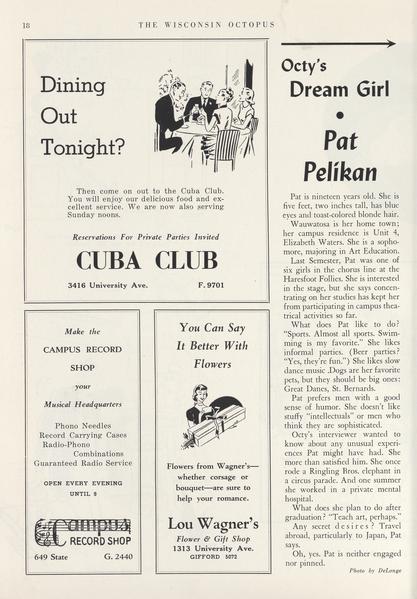 18
THE WISCONSIN OCTOPUS
Dining
Out
Tonight?
Then come on out to the Cuba Club.
You will enjoy our delicious food and ex-
cellent service. We are now also serving
Sunday noons.
Reservations For Private Parties Invited
CUBA CLUB
3416 University Ave. F. 9701
Make the
CAMPUS RECORD
SHOP
your
Musical Headquarters
Phono Needles
Record Carrying Cases
Radio-Phono
Combinations
Guaranteed Radio Service
OPEN EVERY EVENING
UNTIL 8
Campus
RECORD SHOP
649 State G. 2440
You Can Say
It Better With
Flowers
Flowers from Wagner's—
whether corsage or
bouquet—are sure to
help your romance.
Lou Wagner's
Flower & Gift Shop
1313 University Ave.
GIFFORD 5072
Octy's
Dream Girl
•
Pat
Pelikan
Pat is nineteen years old. She is
five feet, two inches tall, has blue
eyes and toast-colored blonde hair.
Wauwatosa is her home town;
her campus residence is Unit 4,
Elizabeth Waters. She is a sopho-
more, majoring in Art Education.
Last Semester, Pat was one of
six girls in the chorus line at the
Haresfoot Follies. She is interested
in the stage, but she says concen-
trating on her studies has kept her
from participating in campus thea-
trical activities so far.
What does Pat like to do?
"Sports. Almost all sports. Swim-
ming is my favorite." She likes
informal parties. (Beer parties?
"Yes, they're fun.") She likes slow
dance music .Dogs are her favorite
pets, but they should be big ones:
Great Danes, St. Bernards.
Pat prefers men with a good
sense of humor. She doesn't like
stuffy "intellectuals" or men who
think they are sophisticated.
Octy's interviewer wanted to
know about any unusual experi-
ences Pat might have had. She
more than satisfied him. She once
rode a Ringling Bros. elephant in
a circus parade. And one summer
she worked in a private mental
hospital.
What does she plan to do after
graduation? "Teach art, perhaps."
Any secret desires? Travel
abroad, particularly to Japan, Pat
says.
Oh, yes. Pat is neither engaged
nor pinned.
Photo by DeLonge